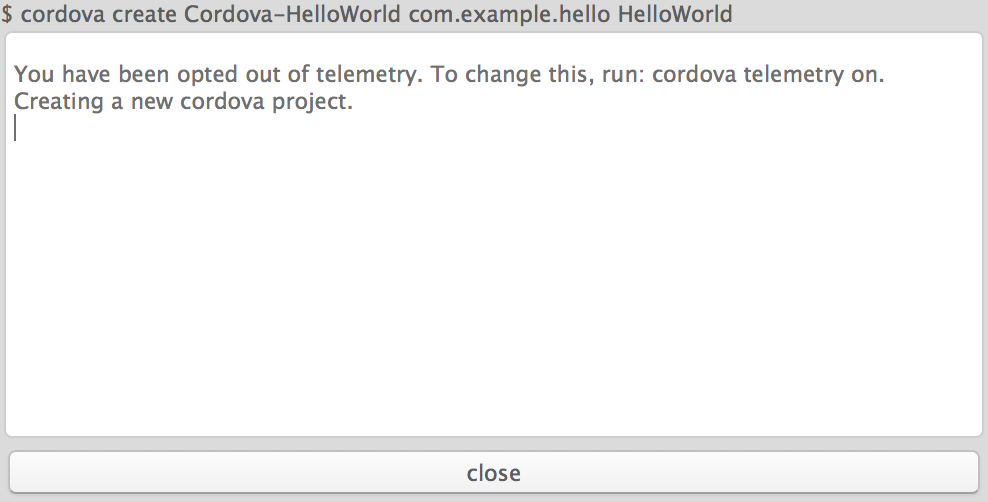 $ cordova create Cordova-HelloWorld com.example.hello HelloWorld
You have been opted out of telemetry. To change this, run: cordova telemetry on.
Creating a new cordova project.
close